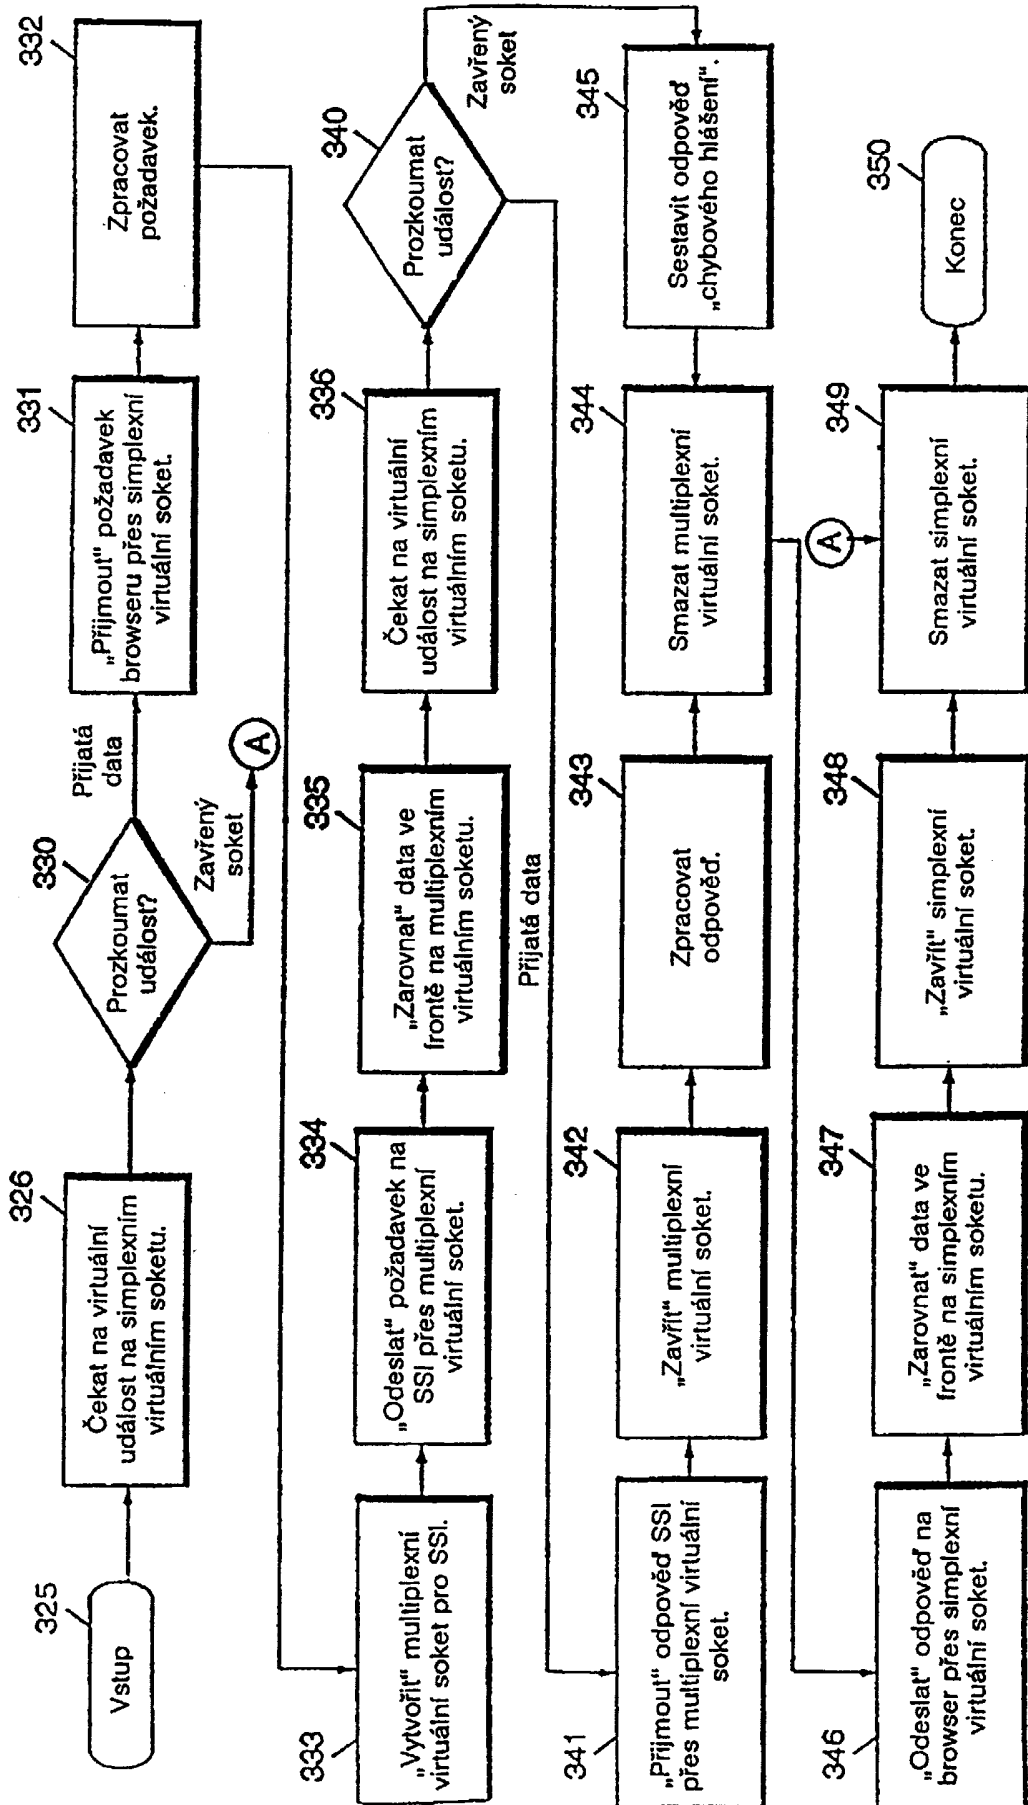 325
Vstup
326
Čekat na virtuální
událost na simplexním
virtuálním soketu.
330
Prozkoumat
událost?
Přijatá
data
Zavřený
soket
A
331
„Přijmout“ požadavek
browseru přes simplexní
virtuální soket.
332
Zpracovat
požadavek.
333
„Vytvořit“ multiplexní
virtuální soket pro SSI.
334
„Odeslat“ požadavek na
SSI přes multiplexní
virtuální soket.
335
„Zarovnat“ data ve
frontě na multiplexním
virtuálním soketu.
336
Čekat na virtuální
událost na simplexním
virtuálním soketu.
340
Prozkoumat
událost?
Zavřený
soket
Přijatá data
341
„Přijmout“ odpověď SSI
přes multiplexní virtuální
soket.
342
„Zavřít“ multiplexní
virtuální soket.
343
Zpracovat
odpověď.
344
Smazat multiplexní
virtuální soket.
345
Sestavit odpověď
„chybového hlášení“.
346
„Odeslat“ odpověď na
browser přes simplexní
virtuální soket.
347
„Zarovnat“ data ve
frontě na simplexním
virtuálním soketu.
348
„Zavřít“ simplexní
virtuální soket.
A
349
Smazat simplexní
virtuální soket.
350
Konec